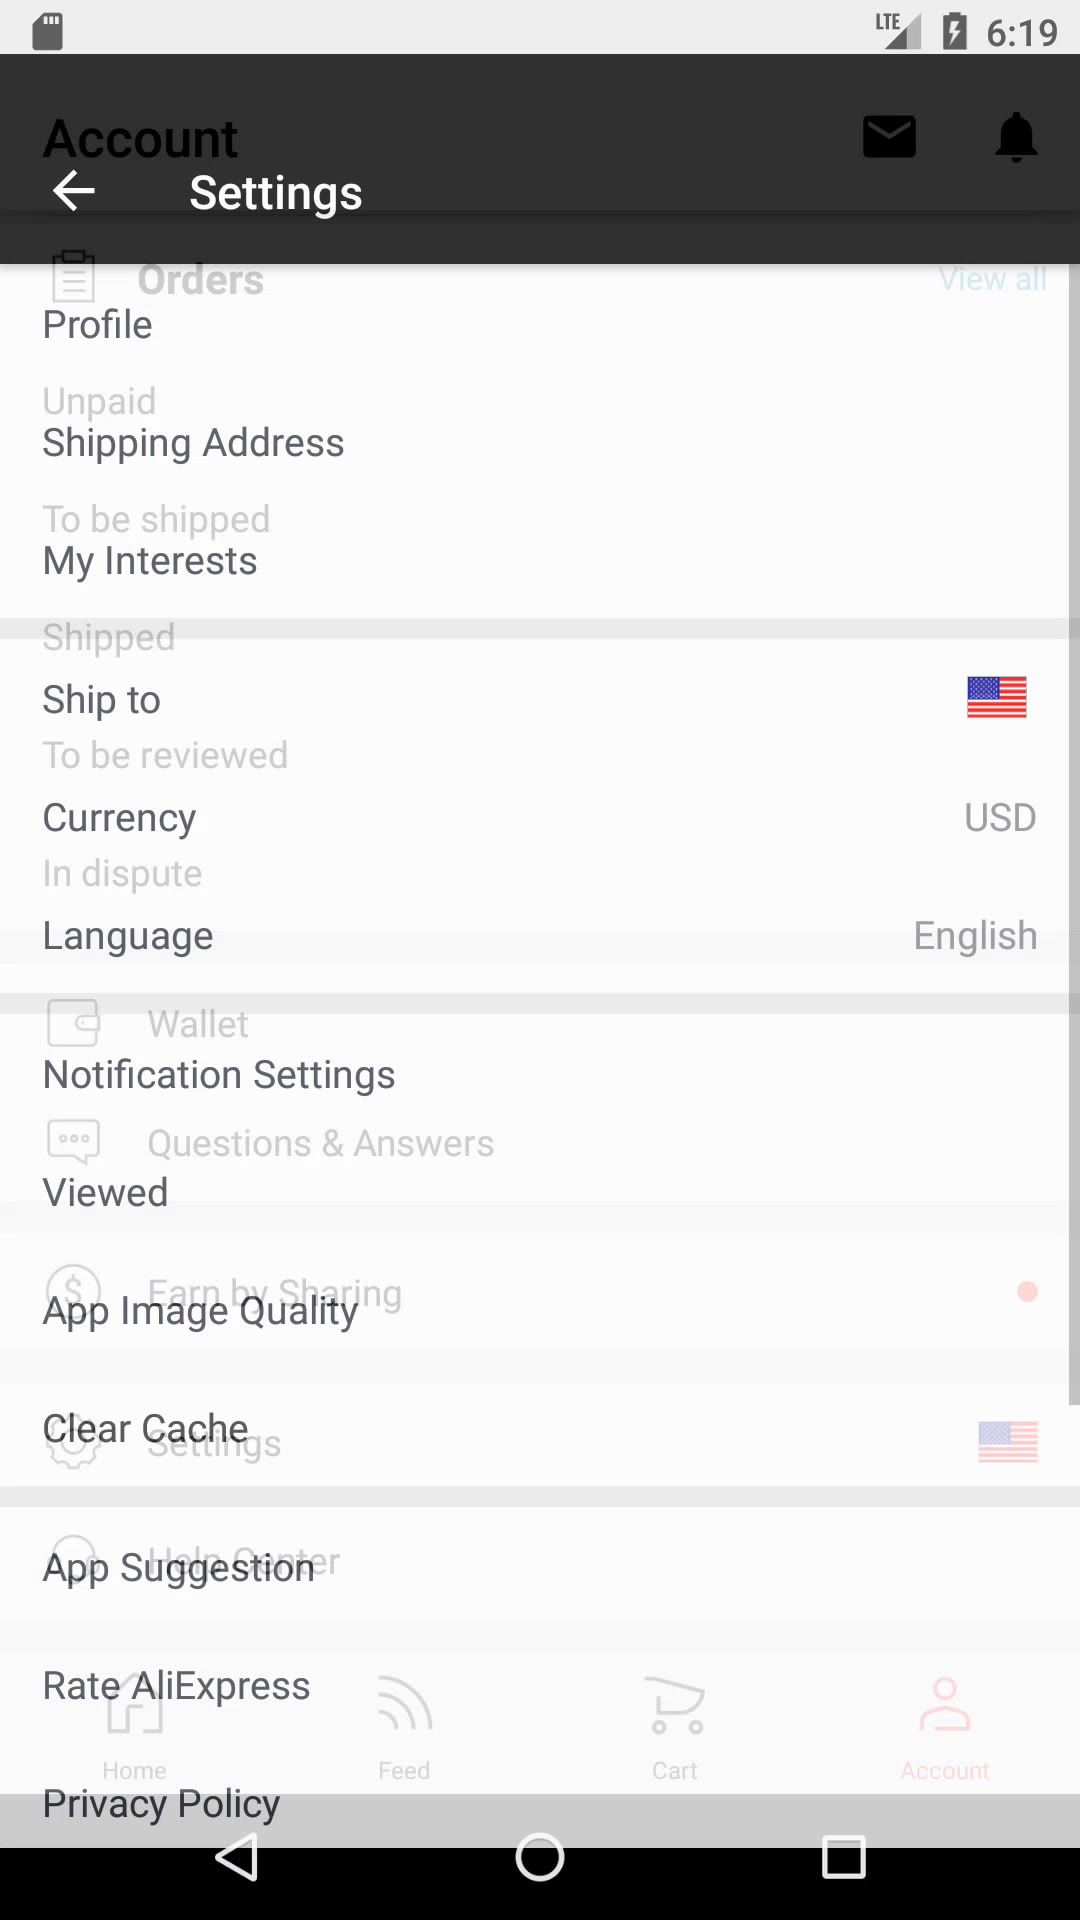 LTE 6:19
Account
Settings
Orders View all
Profile
Unpaid
Shipping Address
To be shipped
My Interests
Shipped
Ship to
To be reviewed
Currency USD
In dispute
Language English
Wallet
Notification Settings
Questions & Answers
Viewed
Earn by Sharing
App Image Quality
Clear Cache
Settings
Help Center
App Suggestion
Rate AliExpress
Home Feed Cart Account
Privacy Policy